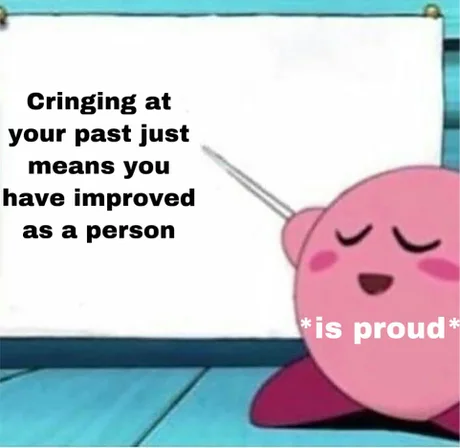 Cringing at
your past just
means you
have improved
as a person
*is proud*